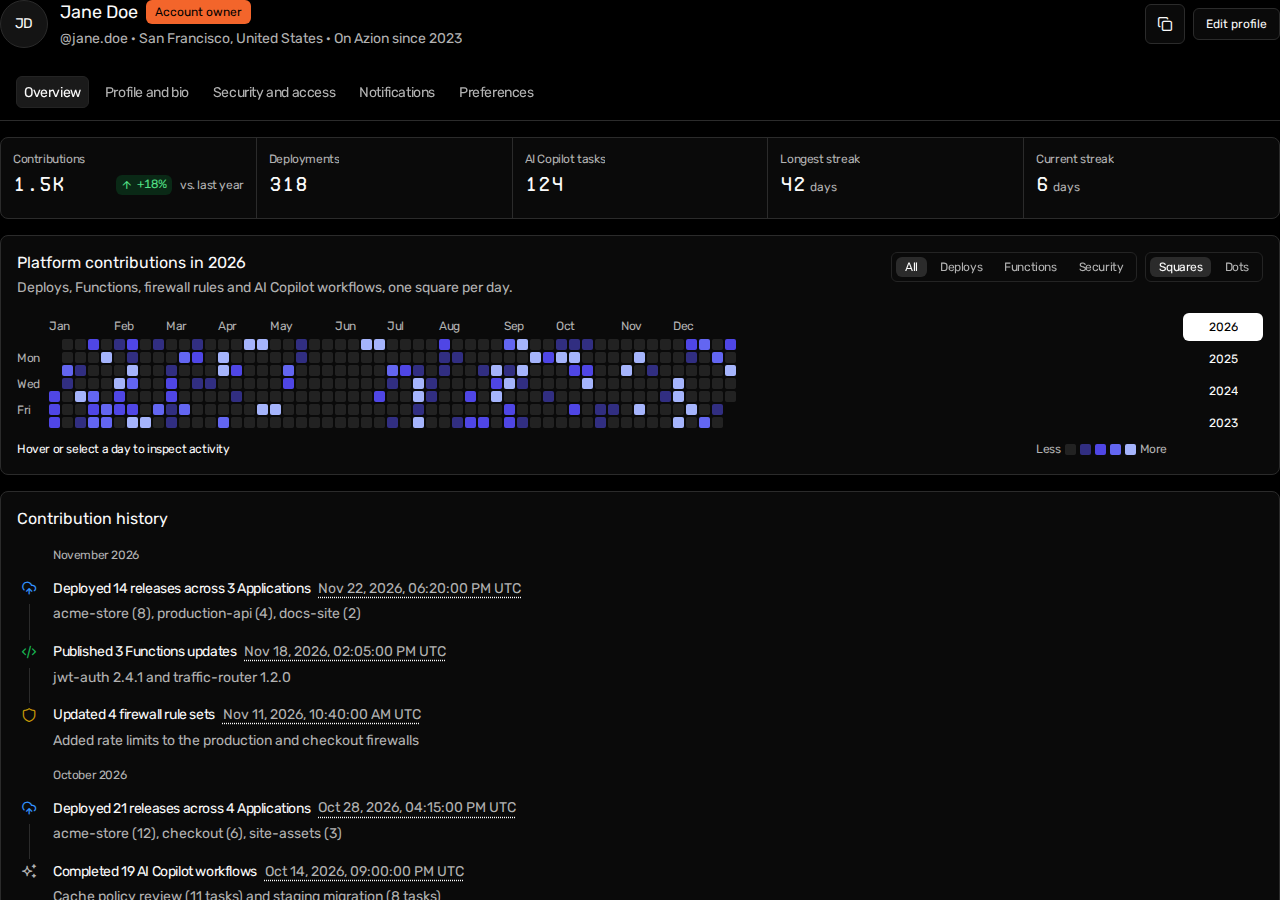 JD
Jane Doe Account owner
@jane.doe • San Francisco, United States • On Azion since 2023
Edit profile
Overview Profile and bio Security and access Notifications Preferences
Contributions Deployments AI Copilot tasks Longest streak Current streak
1.5K +18% vs. last year 318 124 42 days 6 days
Platform contributions in 2026
All Deploys Functions Security Squares Dots
Deploys, Functions, firewall rules and AI Copilot workflows, one square per day.
Jan Feb Mar Apr May Jun Jul Aug Sep Oct Nov Dec
2026
Mon
2025
Wed
2024
Fri
2023
Hover or select a day to inspect activity
Less More
Contribution history
November 2026
Deployed 14 releases across 3 Applications Nov 22, 2026, 06:20:00 PM UTC
acme-store (8), production-api (4), docs-site (2)
Published 3 Functions updates Nov 18, 2026, 02:05:00 PM UTC
jwt-auth 2.4.1 and traffic-router 1.2.0
Updated 4 firewall rule sets Nov 11, 2026, 10:40:00 AM UTC
Added rate limits to the production and checkout firewalls
October 2026
Deployed 21 releases across 4 Applications Oct 28, 2026, 04:15:00 PM UTC
acme-store (12), checkout (6), site-assets (3)
Completed 19 AI Copilot workflows Oct 14, 2026, 09:00:00 PM UTC
Cache policy review (11 tasks) and staging migration (8 tasks)